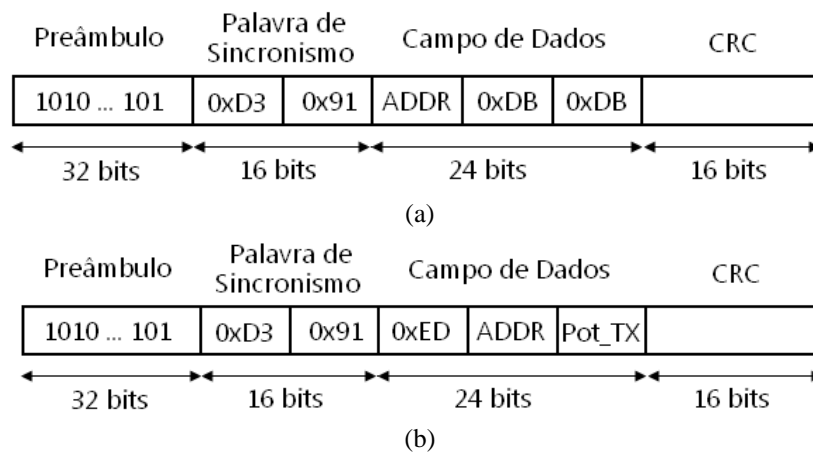 Preâmbulo Palavra de Sincronismo Campo de Dados CRC
1010 ... 101 0xD3 0x91 ADDR 0xDB 0xDB
32 bits 16 bits 24 bits 16 bits
(a)
Preâmbulo Palavra de Sincronismo Campo de Dados CRC
1010 ... 101 0xD3 0x91 0xED ADDR Pot_TX
32 bits 16 bits 24 bits 16 bits
(b)